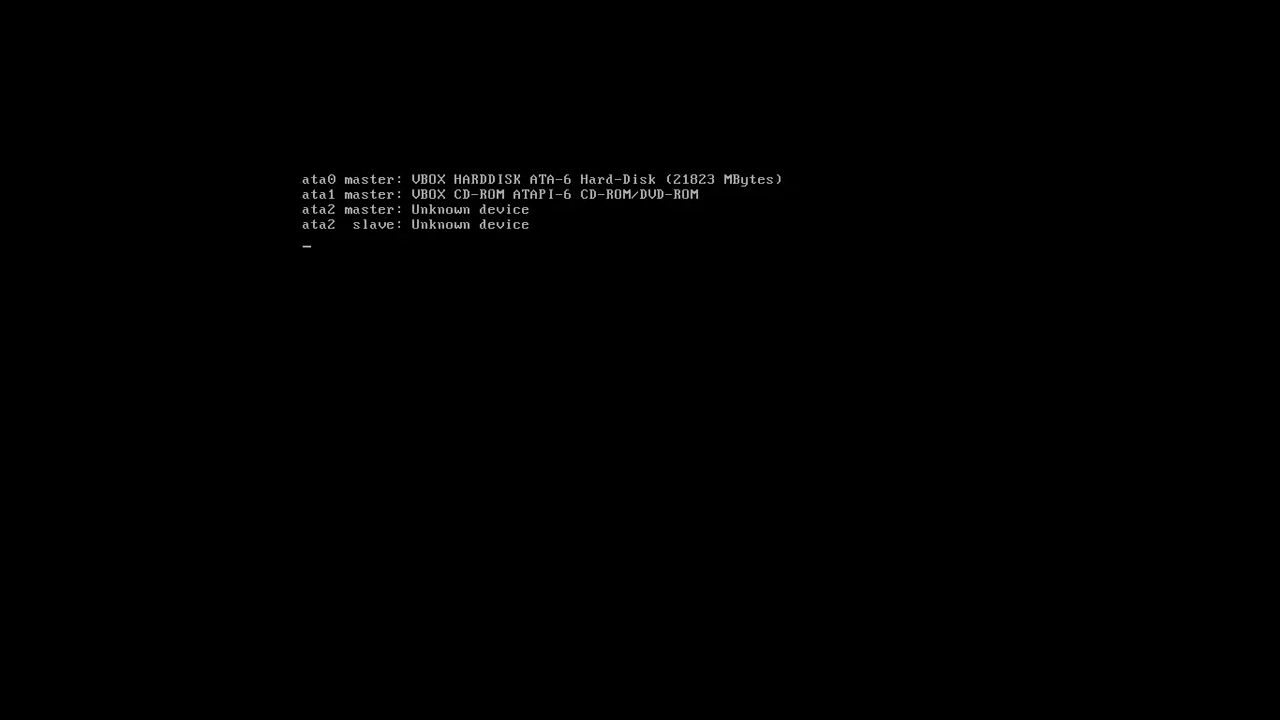 ata0 master: VBOX HARDDISK ATA-6 Hard-Disk (21823 MBytes)
ata1 master: VBOX CD-ROM ATAPI-6 CD-ROM/DVD-ROM
ata2 master: Unknown device
ata2  slave: Unknown device